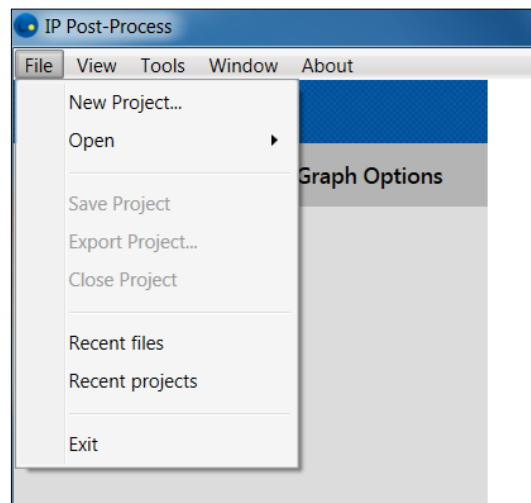 IP Post-Process
File View Tools Window About
New Project...
Open
Graph Options
Save Project
Export Project...
Close Project
Recent files
Recent projects
Exit